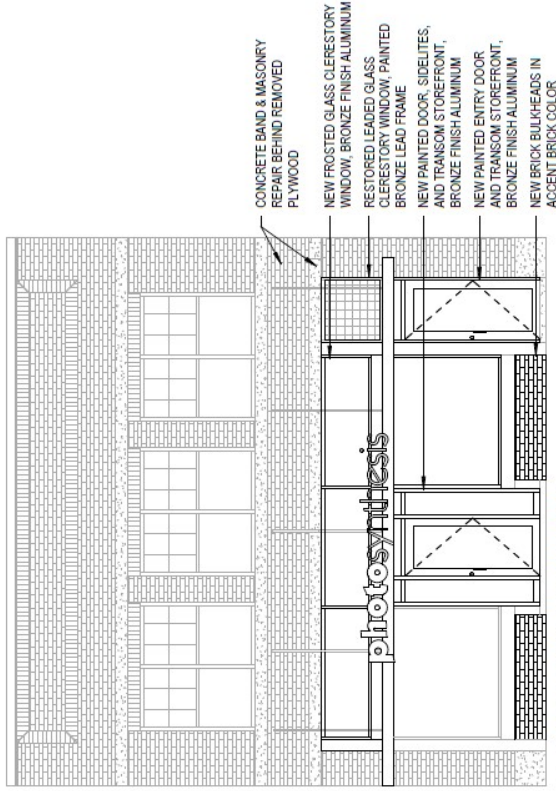 CONCRETE BAND & MASONRY
REPAIR BEHIND REMOVED
PLYWOOD
NEW FROSTED GLASS CLERESTORY
WINDOW, BRONZE FINISH ALUMINUM
RESTORED LEADED GLASS
CLERESTORY WINDOW, PAINTED
BRONZE LEAD FRAME
NEW PAINTED DOOR, SIDELITES,
AND TRANSOM STOREFRONT,
BRONZE FINISH ALUMINUM
NEW PAINTED ENTRY DOOR
AND TRANSOM STOREFRONT,
BRONZE FINISH ALUMINUM
NEW BRICK BULKHEADS IN
ACCENT BRICK COLOR
photosynthesis